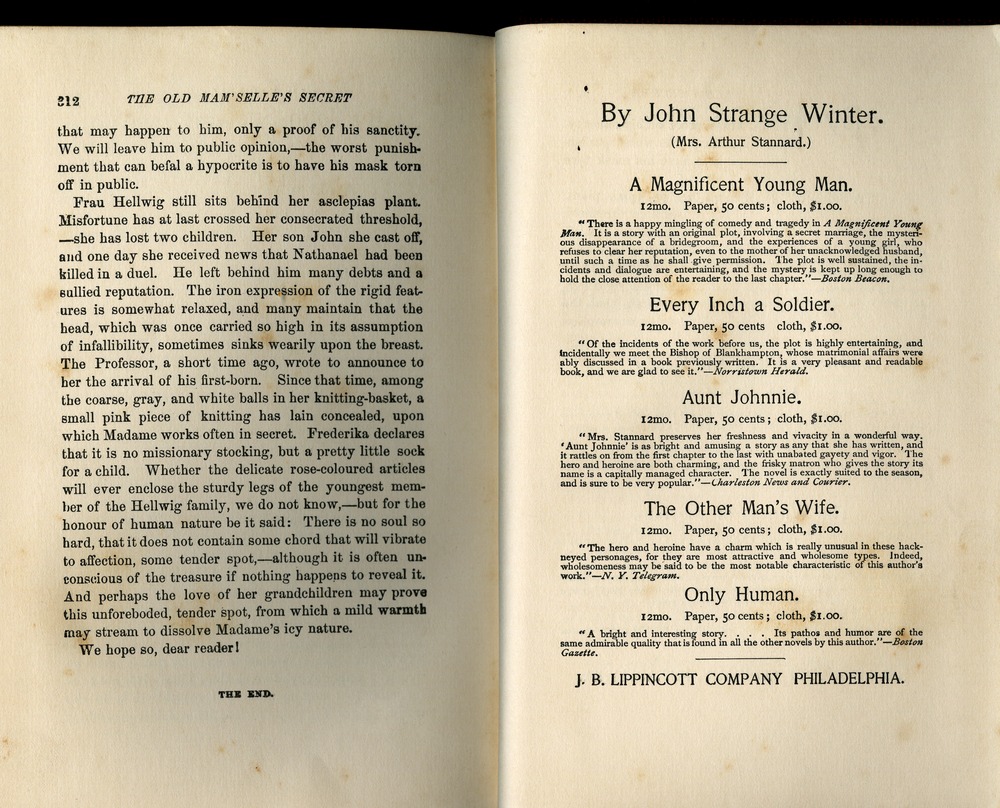 312 THE OLD MAM'SELLE'S SECRET
that may happen to him, only a proof of his sanctity.
We will leave him to public opinion,—the worst punish-
ment that can befal a hypocrite is to have his mask torn
off in public.
Frau Hellwig still sits behind her asclepias plant.
Misfortune has at last crossed her consecrated threshold,
—she has lost two children. Her son John she cast off,
and one day she received news that Nathanael had been
killed in a duel. He left behind him many debts and a
sullied reputation. The iron expression of the rigid feat-
ures is somewhat relaxed, and many maintain that the
head, which was once carried so high in its assumption
of infallibility, sometimes sinks wearily upon the breast.
The Professor, a short time ago, wrote to announce to
her the arrival of his first-born. Since that time, among
the coarse, gray, and white balls in her knitting-basket, a
small pink piece of knitting has lain concealed, upon
which Madame works often in secret. Frederika declares
that it is no missionary stocking, but a pretty little sock
for a child. Whether the delicate rose-coloured articles
will ever enclose the sturdy legs of the youngest mem-
ber of the Hellwig family, we do not know,—but for the
honour of human nature be it said: There is no soul so
hard, that it does not contain some chord that will vibrate
to affection, some tender spot,—although it is often un-
conscious of the treasure if nothing happens to reveal it.
And perhaps the love of her grandchildren may prove
this unforeboded, tender spot, from which a mild warmth
may stream to dissolve Madame's icy nature.
We hope so, dear reader!
THE END.
By John Strange Winter.
(Mrs. Arthur Stannard.)
A Magnificent Young Man.
12mo. Paper, 50 cents; cloth, $1.00.
"There is a happy mingling of comedy and tragedy in A Magnificent Young
Man. It is a story with an original plot, involving a secret marriage, the mysteri-
ous disappearance of a bridegroom, and the experiences of a young girl, who
refuses to clear her reputation, even to the mother of her unacknowledged husband,
until such a time as he shall give permission. The plot is well sustained, the in-
cidents and dialogue are entertaining, and the mystery is kept up long enough to
hold the close attention of the reader to the last chapter."—Boston Beacon.
Every Inch a Soldier.
12mo. Paper, 50 cents cloth, $1.00.
"Of the incidents of the work before us, the plot is highly entertaining, and
incidentally we meet the Bishop of Blankhampton, whose matrimonial affairs were
ably discussed in a book previously written. It is a very pleasant and readable
book, and we are glad to see it."—Norristown Herald.
Aunt Johnnie.
12mo. Paper, 50 cents; cloth, $1.00.
"Mrs. Stannard preserves her freshness and vivacity in a wonderful way.
'Aunt Johnnie' is as bright and amusing a story as any that she has written, and
it rattles on from the first chapter to the last with unabated gayety and vigor. The
hero and heroine are both charming, and the frisky matron who gives the story its
name is a capitally managed character. The novel is exactly suited to the season,
and is sure to be very popular."—Charleston News and Courier.
The Other Man's Wife.
12mo. Paper, 50 cents; cloth, $1.00.
"The hero and heroine have a charm which is really unusual in these hack-
neyed personages, for they are most attractive and wholesome types. Indeed,
wholesomeness may be said to be the most notable characteristic of this author's
work."—N. Y. Telegram.
Only Human.
12mo. Paper, 50 cents; cloth, $1.00.
"A bright and interesting story. . . . Its pathos and humor are of the
same admirable quality that is found in all the other novels by this author."—Boston
Gazette.
J. B. LIPPINCOTT COMPANY PHILADELPHIA.